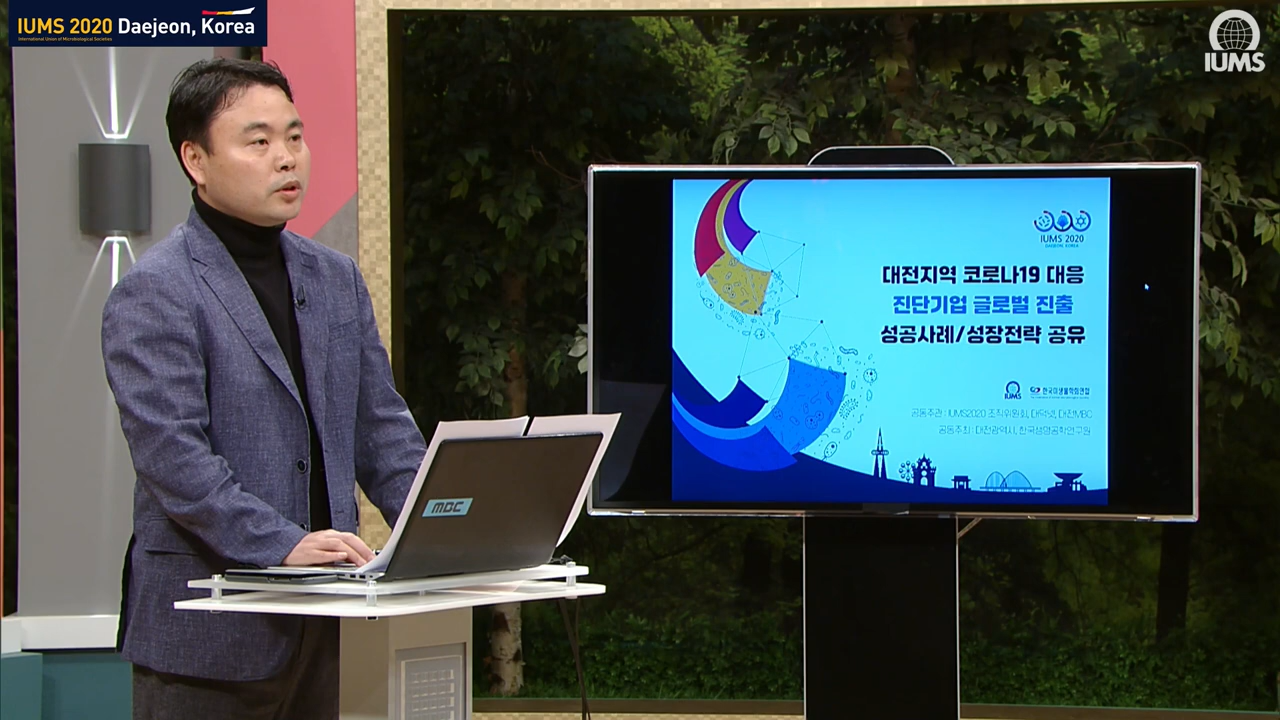 IUMS 2020 Daejeon, Korea
International Union of Microbiological Societies
IUMS
IUMS 2020
DAEJEON KOREA
대전지역 코로나19 대응
진단기업 글로벌 진출
성공사례/성장전략 공유
IUMS 한국미생물학회연합
공동주관 : IUMS2020 조직위원회, 대덕넷, 대전MBC
공동주최 : 대전광역시, 한국생명공학연구원
MBC